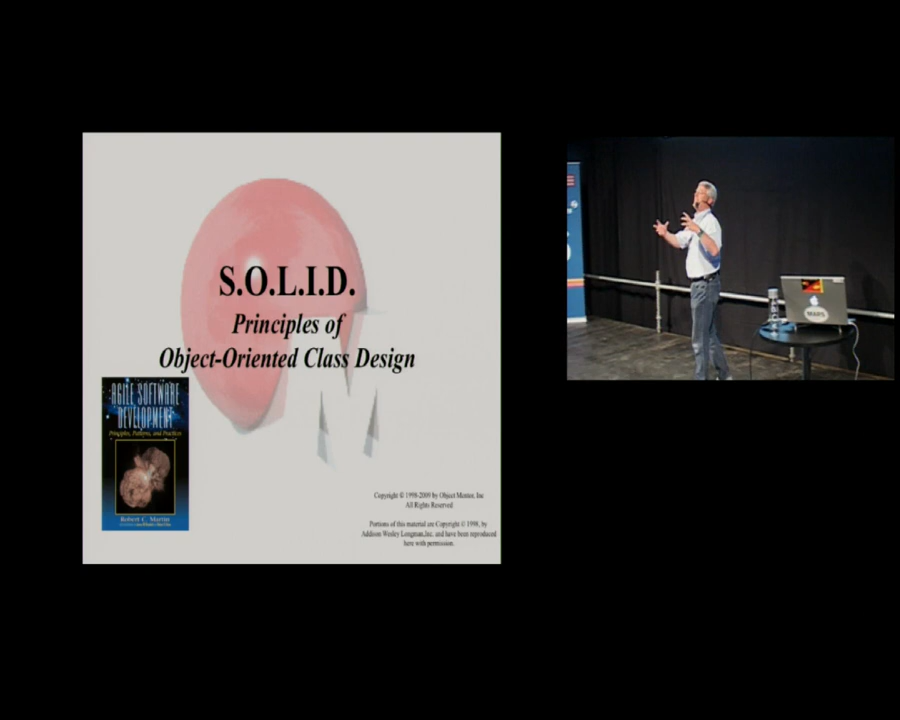 S.O.L.I.D.
Principles of
Object-Oriented Class Design
AGILE SOFTWARE
DEVELOPMENT
Principles, Patterns, and Practices
Robert C. Martin
Copyright © 1998-2009 by Object Mentor, Inc
All Rights Reserved
Portions of this material are Copyright © 1998, by
Addison Wesley Longman,Inc. and have been reproduced
here with permission.
MARS